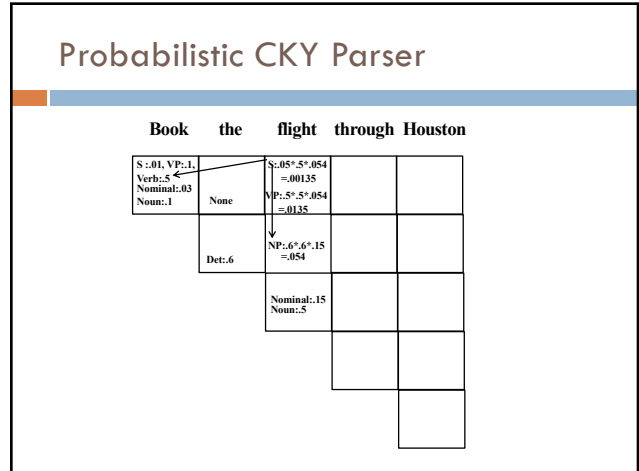 Probabilistic CKY Parser
Book the flight through Houston
S :.01, VP:.1,
Verb:.5
Nominal:.03
Noun:.1
None
S:.05*.5*.054
=.00135
VP:.5*.5*.054
=.0135
Det:.6
NP:.6*.6*.15
=.054
Nominal:.15
Noun:.5